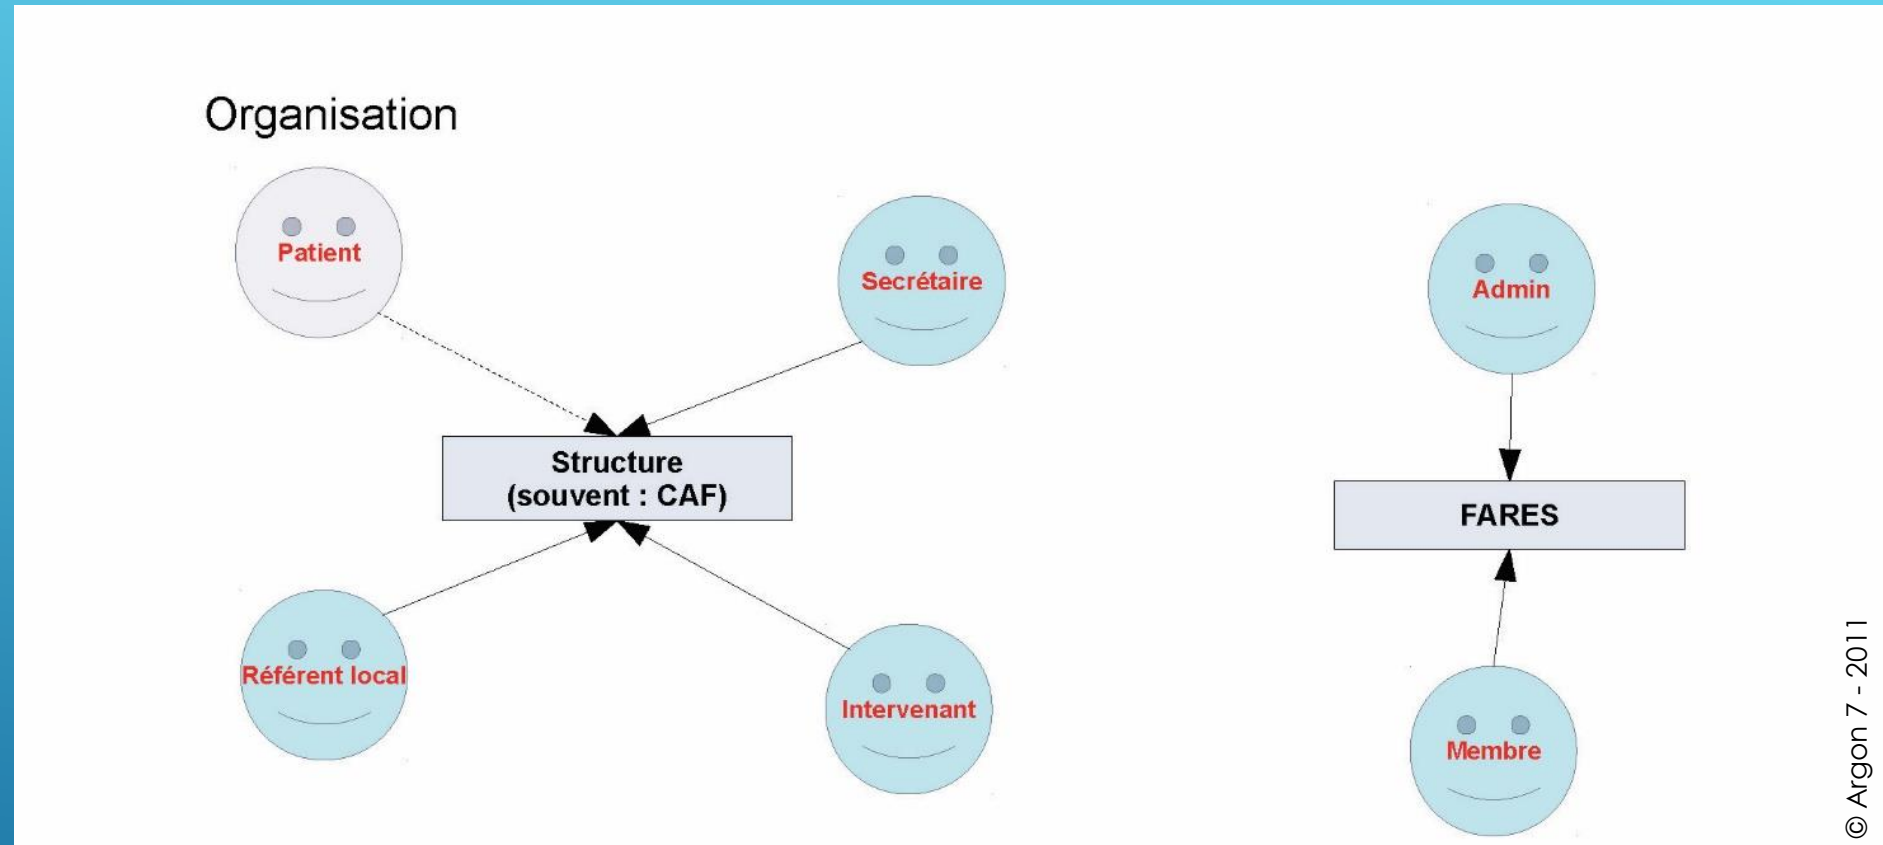 Organisation
Patient
Secrétaire
Admin
Structure
(souvent : CAF)
FARES
Référent local
Intervenant
Membre
© Argon 7 - 2011